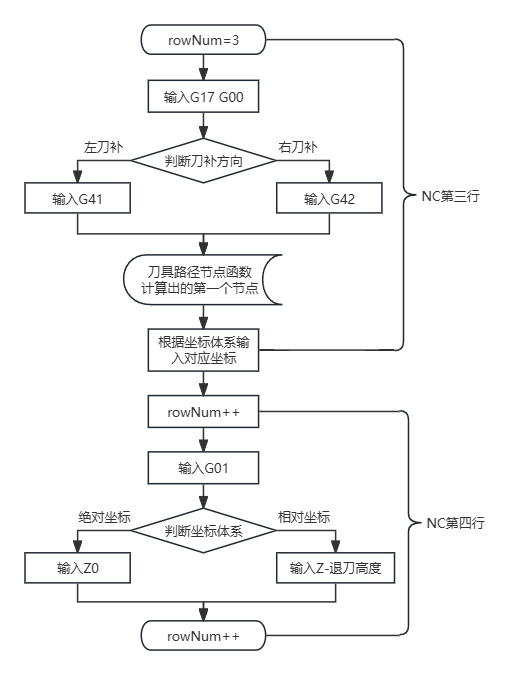 rowNum=3
输入G17 G00
左刀补
判断刀补方向
右刀补
输入G41
输入G42
NC第三行
刀具路径节点函数
计算出的第一个节点
根据坐标体系输
入对应坐标
rowNum++
输入G01
绝对坐标
判断坐标体系
相对坐标
NC第四行
输入Z0
输入Z-退刀高度
rowNum++